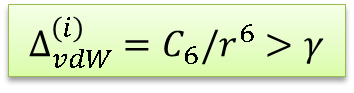 Δ_{vdW}^{(i)} = C_6/r^6 > γ